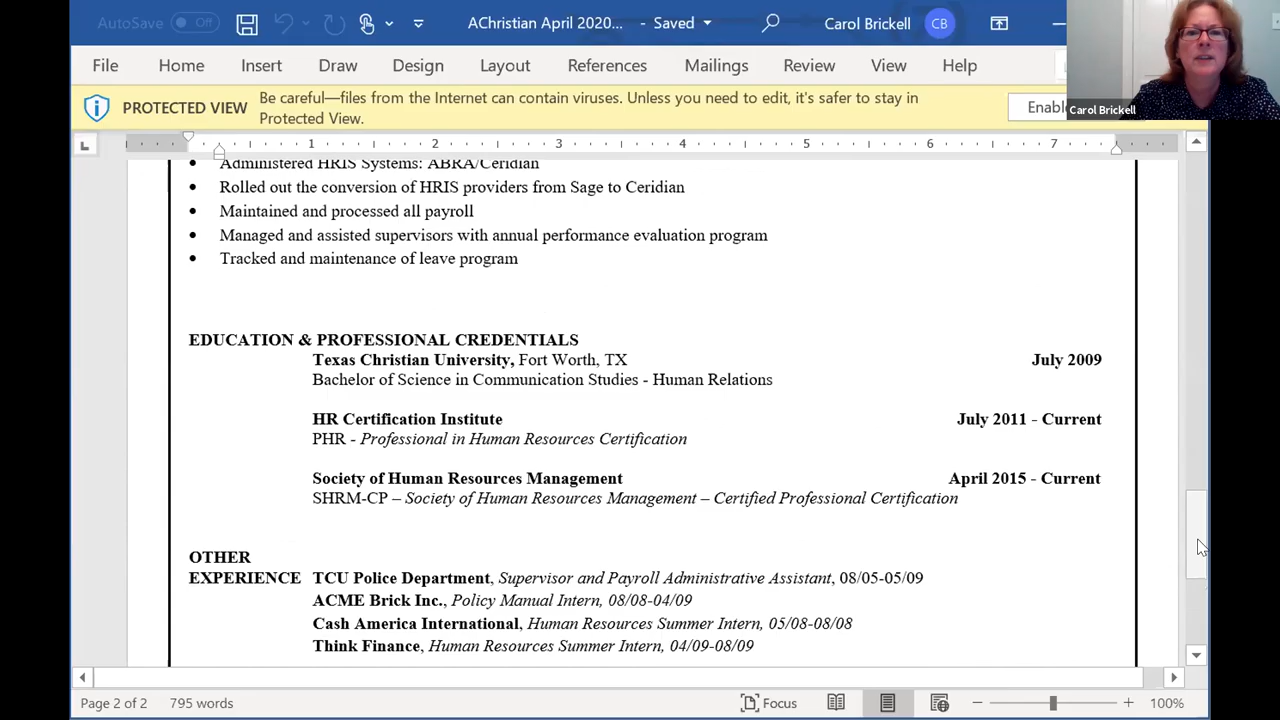 AutoSave Off AChristian April 2020... - Saved Carol Brickell CB
File Home Insert Draw Design Layout References Mailings Review View Help
PROTECTED VIEW Be careful—files from the Internet can contain viruses. Unless you need to edit, it's safer to stay in
Protected View.
Carol Brickell
L 1 2 3 4 5 6 7
• Administered HRIS Systems: ABRA/Ceridian
• Rolled out the conversion of HRIS providers from Sage to Ceridian
• Maintained and processed all payroll
• Managed and assisted supervisors with annual performance evaluation program
• Tracked and maintenance of leave program
EDUCATION & PROFESSIONAL CREDENTIALS
Texas Christian University, Fort Worth, TX July 2009
Bachelor of Science in Communication Studies - Human Relations
HR Certification Institute July 2011 - Current
PHR - Professional in Human Resources Certification
Society of Human Resources Management April 2015 - Current
SHRM-CP – Society of Human Resources Management – Certified Professional Certification
OTHER
EXPERIENCE TCU Police Department, Supervisor and Payroll Administrative Assistant, 08/05-05/09
ACME Brick Inc., Policy Manual Intern, 08/08-04/09
Cash America International, Human Resources Summer Intern, 05/08-08/08
Think Finance, Human Resources Summer Intern, 04/09-08/09
Page 2 of 2 795 words Focus 100%